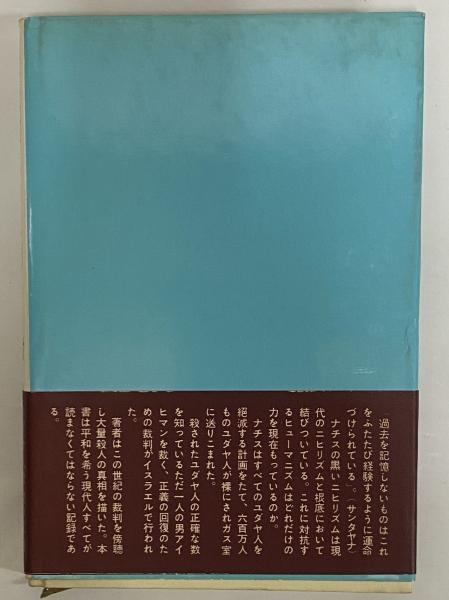 過去を記憶しないものはこれ
をふたたび経験するように運命
づけられている。（サンタヤナ）
ナチスの黒いニヒリズムは現
代のニヒリズムと根底において
結びついている。これに対抗す
るヒューマニズムはどれだけの
力を現在もっているのか。
ナチスはすべてのユダヤ人を
絶滅する計画をたて、六百万人
ものユダヤ人が裸にされガス室
に送りこまれた。
殺されたユダヤ人の正確な数
を知っているただ一人の男アイ
ヒマンを裁く、正義の回復のた
めの裁判がイスラエルで行われ
た。
著者はこの世紀の裁判を傍聴
し大量殺人の真相を描いた。本
書は平和を希う現代人すべてが
読まなくてはならない記録であ
る。